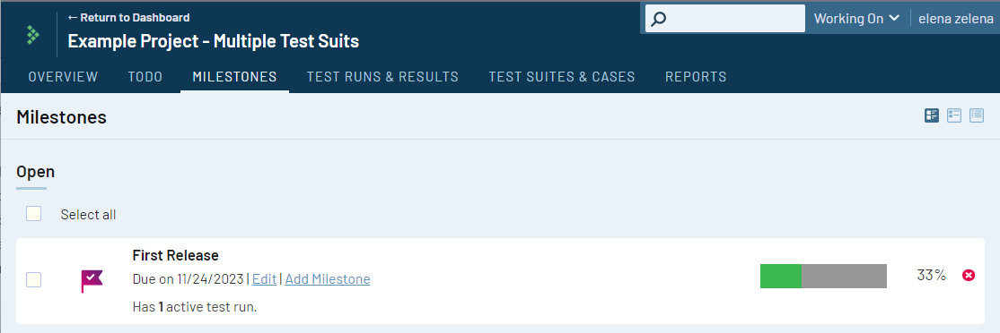 ← Return to Dashboard
Working On elena zelena
Example Project - Multiple Test Suits
OVERVIEW TODO MILESTONES TEST RUNS & RESULTS TEST SUITES & CASES REPORTS
Milestones
Open
Select all
First Release
Due on 11/24/2023 | Edit | Add Milestone
33%
Has 1 active test run.